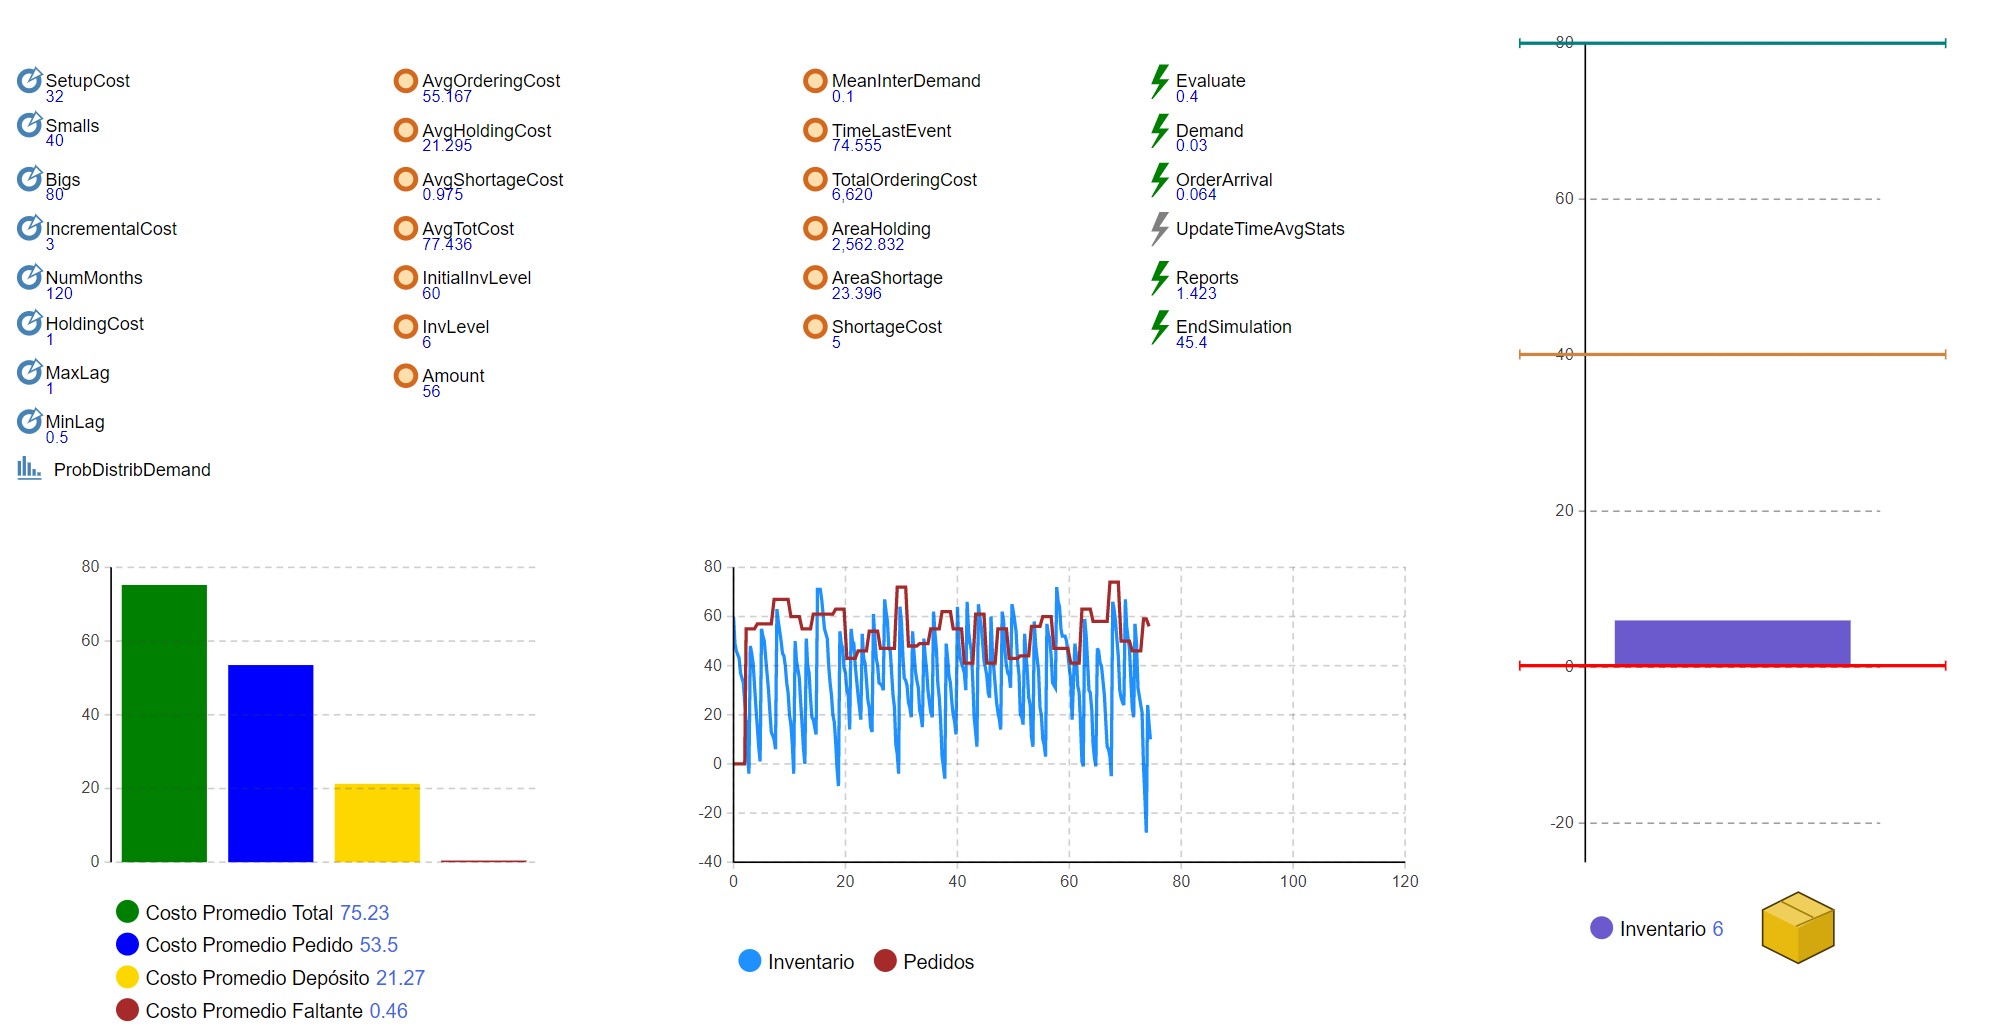 SetupCost
32
Smalls
40
Bigs
80
IncrementalCost
3
NumMonths
120
HoldingCost
1
MaxLag
1
MinLag
0.5
ProbDistribDemand
AvgOrderingCost
55.167
AvgHoldingCost
21.295
AvgShortageCost
0.975
AvgTotCost
77.436
InitialInvLevel
60
InvLevel
6
Amount
56
MeanInterDemand
0.1
TimeLastEvent
74.555
TotalOrderingCost
6,620
AreaHolding
2,562.832
AreaShortage
23.396
ShortageCost
5
Evaluate
0.4
Demand
0.03
OrderArrival
0.064
UpdateTimeAvgStats
Reports
1.423
EndSimulation
45.4
80
60
40
20
0
-20
Inventario 6
80
60
40
20
0
Costo Promedio Total 75.23
Costo Promedio Pedido 53.5
Costo Promedio Depósito 21.27
Costo Promedio Faltante 0.46
80
60
40
20
0
-20
-40
0 20 40 60 80 100 120
Inventario Pedidos